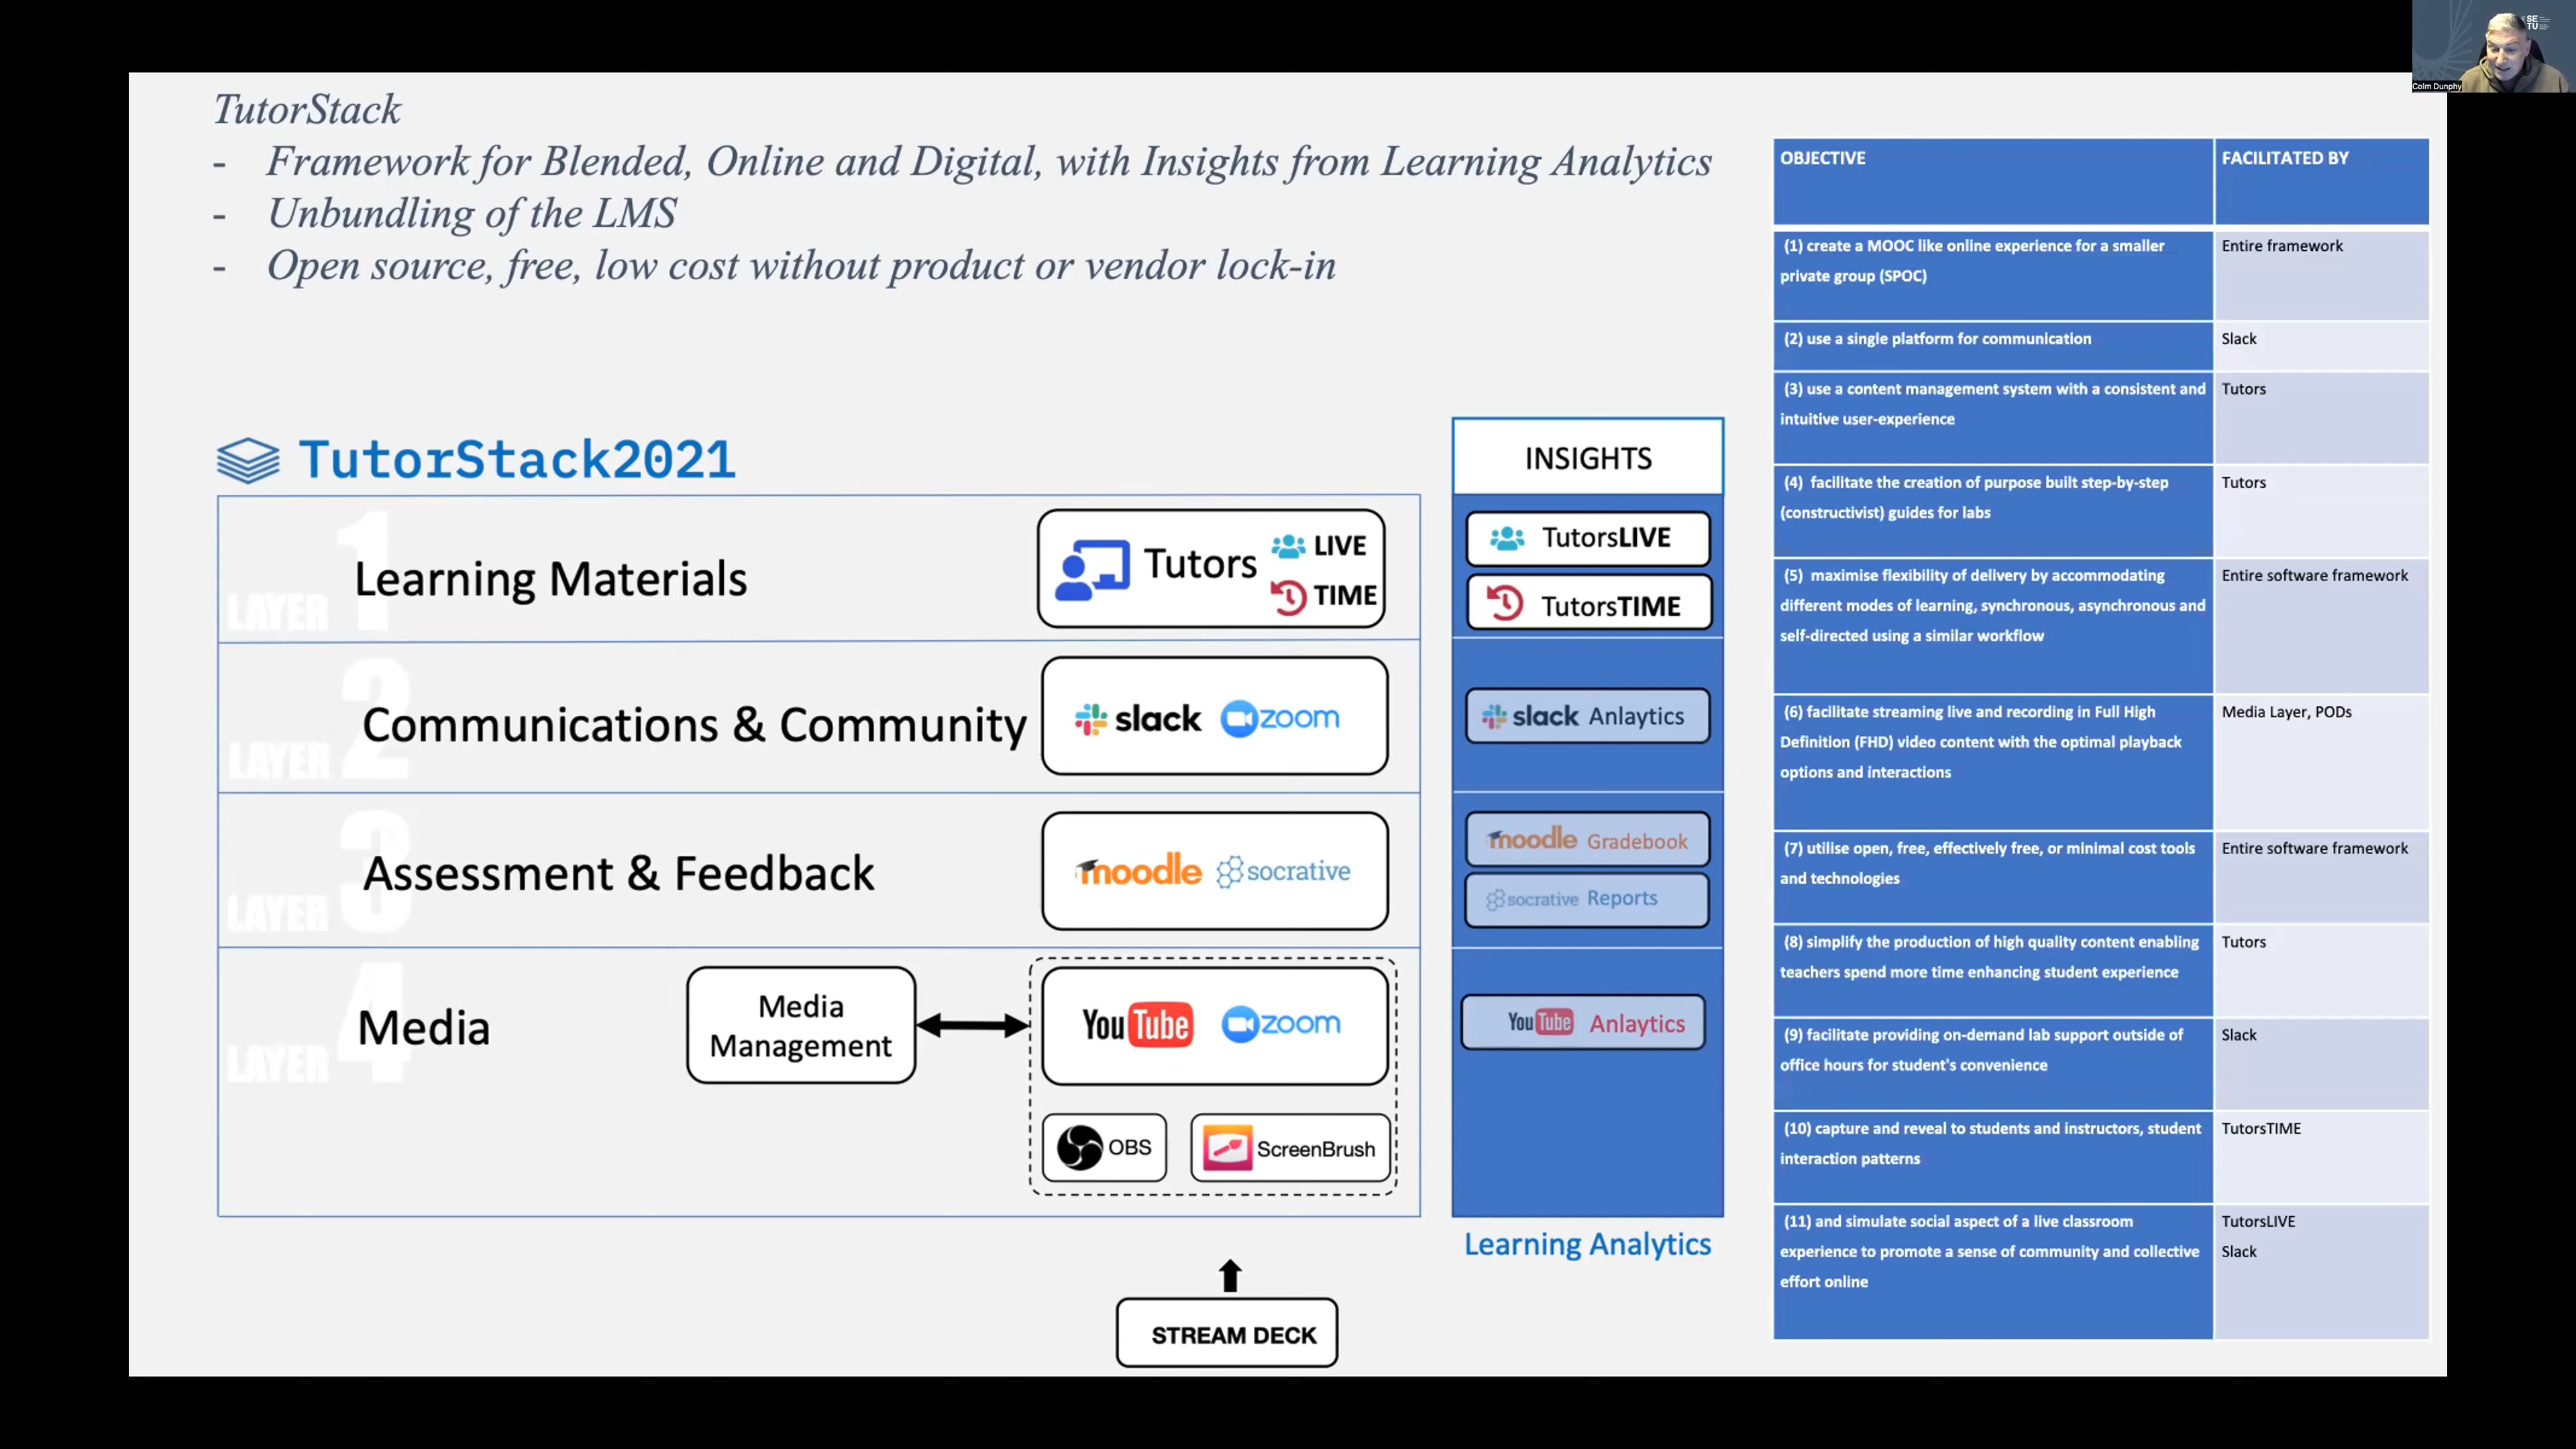 SE
TU
Colm Dunphy
TutorStack
- Framework for Blended, Online and Digital, with Insights from Learning Analytics
- Unbundling of the LMS
- Open source, free, low cost without product or vendor lock-in
TutorStack2021
LAYER 1
Learning Materials
Tutors
LIVE
TIME
LAYER 2
Communications & Community
slack zoom
LAYER 3
Assessment & Feedback
moodle socrative
LAYER 4
Media
Media
Management
YouTube zoom
OBS
ScreenBrush
STREAM DECK
INSIGHTS
TutorsLIVE
TutorsTIME
slack Anlaytics
moodle Gradebook
socrative Reports
YouTube Anlaytics
Learning Analytics
OBJECTIVE FACILITATED BY
(1) create a MOOC like online experience for a smaller
private group (SPOC)
Entire framework
(2) use a single platform for communication
Slack
(3) use a content management system with a consistent and
intuitive user-experience
Tutors
(4) facilitate the creation of purpose built step-by-step
(constructivist) guides for labs
Tutors
(5) maximise flexibility of delivery by accommodating
different modes of learning, synchronous, asynchronous and
self-directed using a similar workflow
Entire software framework
(6) facilitate streaming live and recording in Full High
Definition (FHD) video content with the optimal playback
options and interactions
Media Layer, PODs
(7) utilise open, free, effectively free, or minimal cost tools
and technologies
Entire software framework
(8) simplify the production of high quality content enabling
teachers spend more time enhancing student experience
Tutors
(9) facilitate providing on-demand lab support outside of
office hours for student's convenience
Slack
(10) capture and reveal to students and instructors, student
interaction patterns
TutorsTIME
(11) and simulate social aspect of a live classroom
experience to promote a sense of community and collective
effort online
TutorsLIVE
Slack